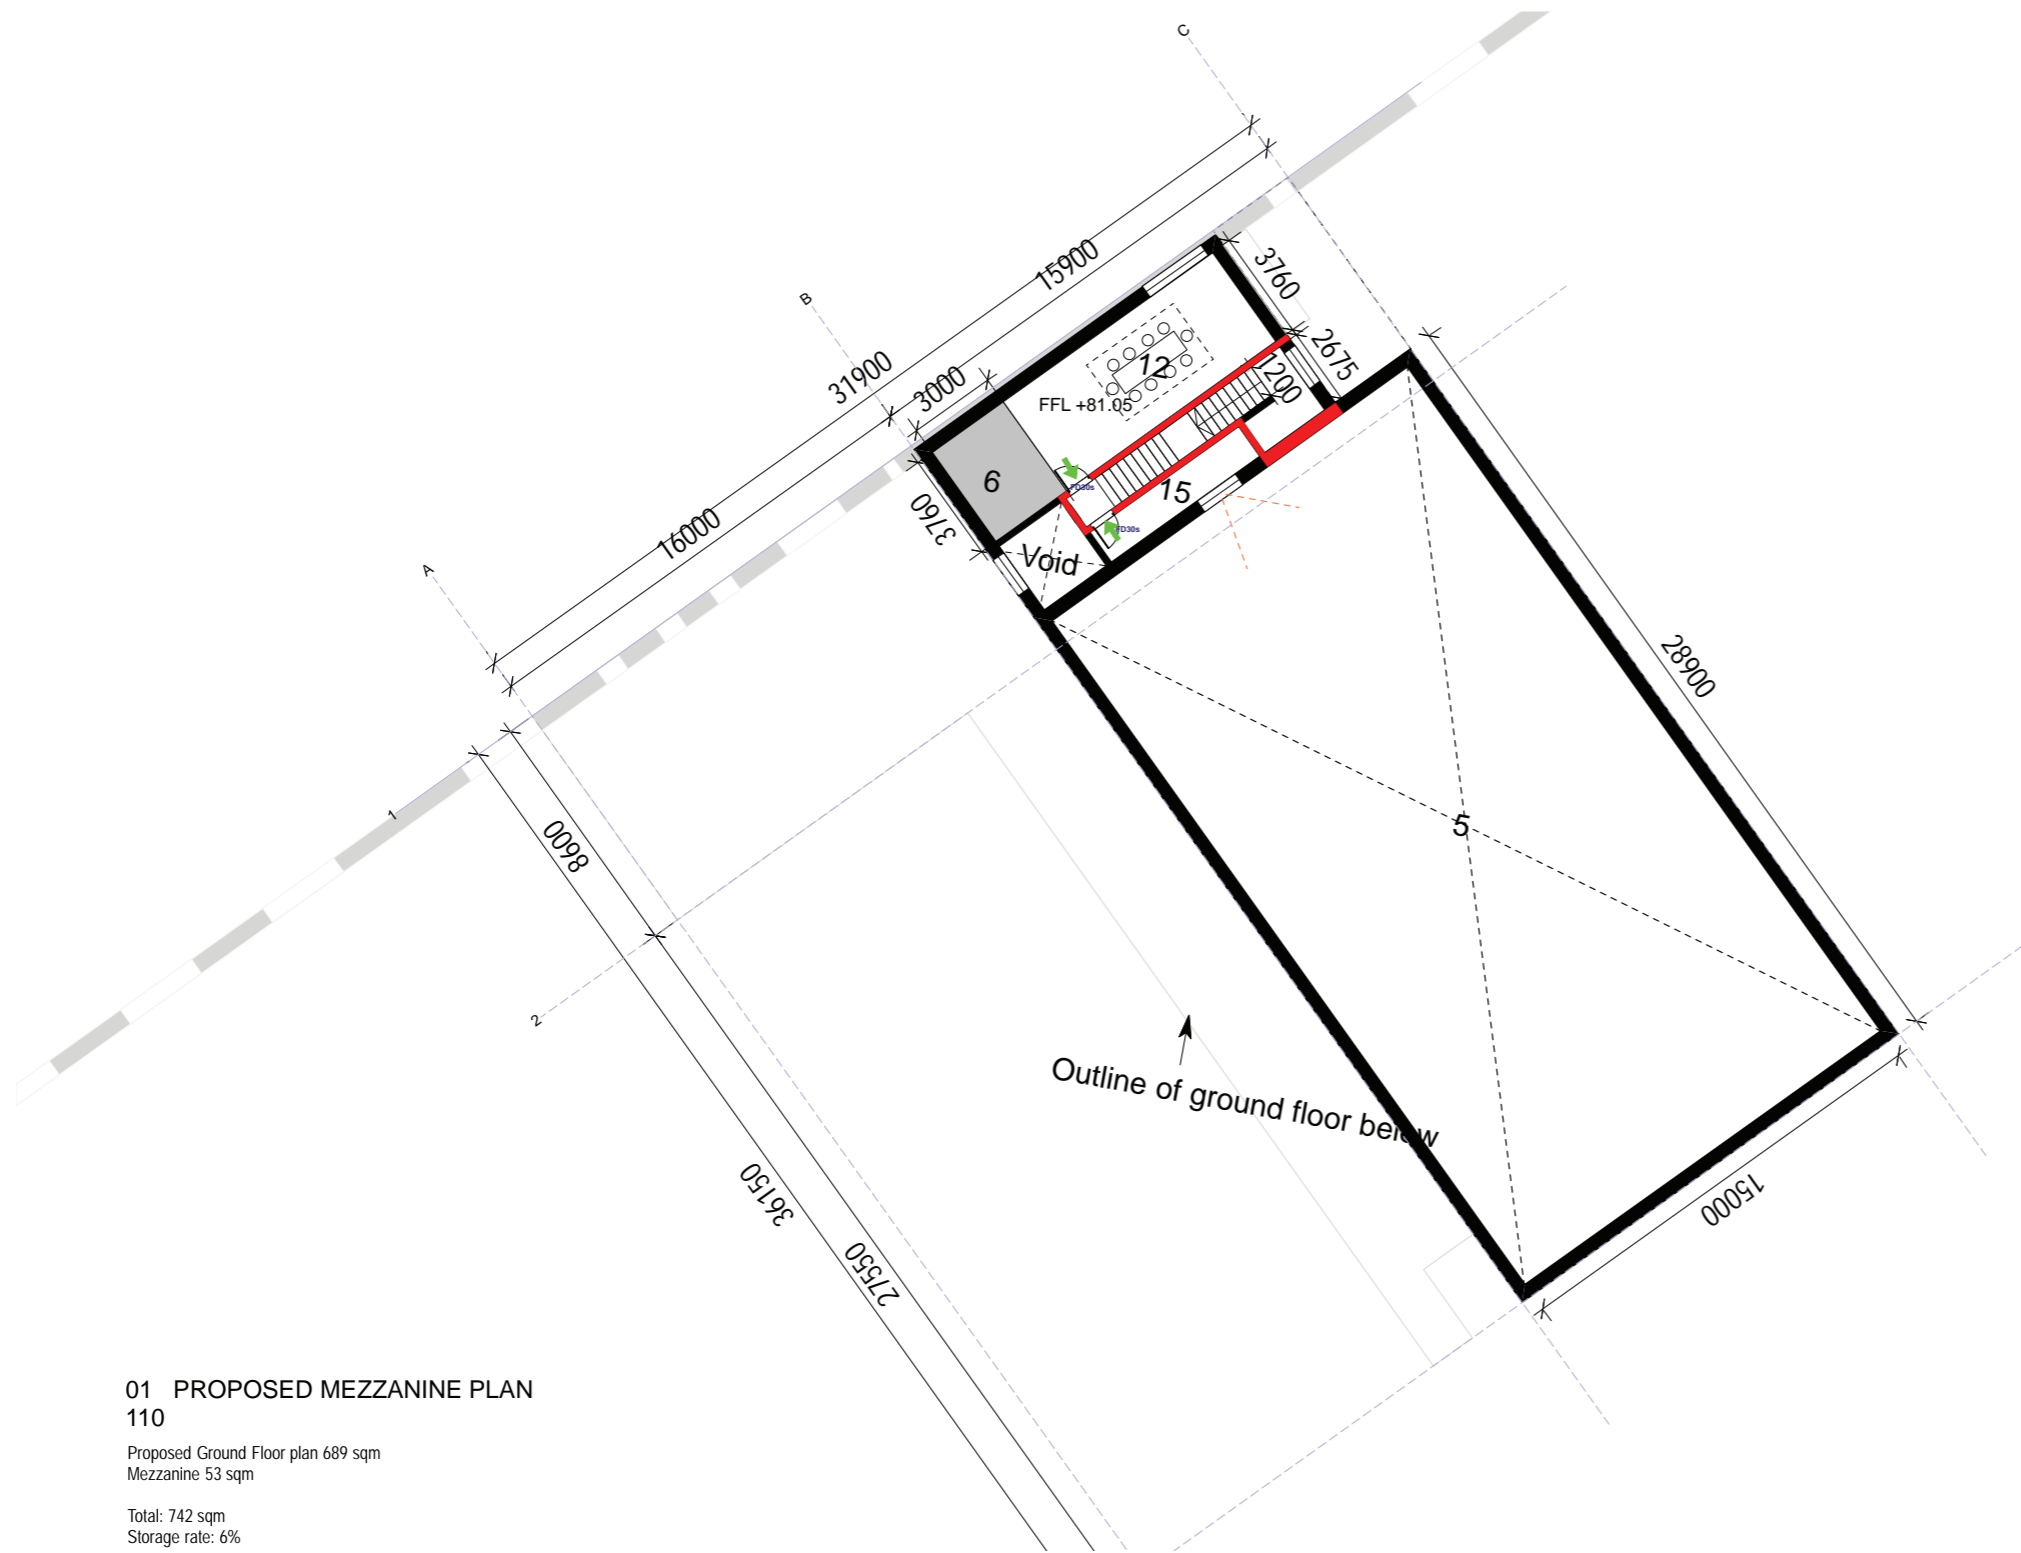 C
B
A
15900
31900
3000
16000
3760
2675
1200
12
FFL +81.05
6
FD30s
15
FD30s
3760
Void
28900
1
8600
5
2
Outline of ground floor below
36150
27550
15000
01 PROPOSED MEZZANINE PLAN
110
Proposed Ground Floor plan 689 sqm
Mezzanine 53 sqm
Total: 742 sqm
Storage rate: 6%